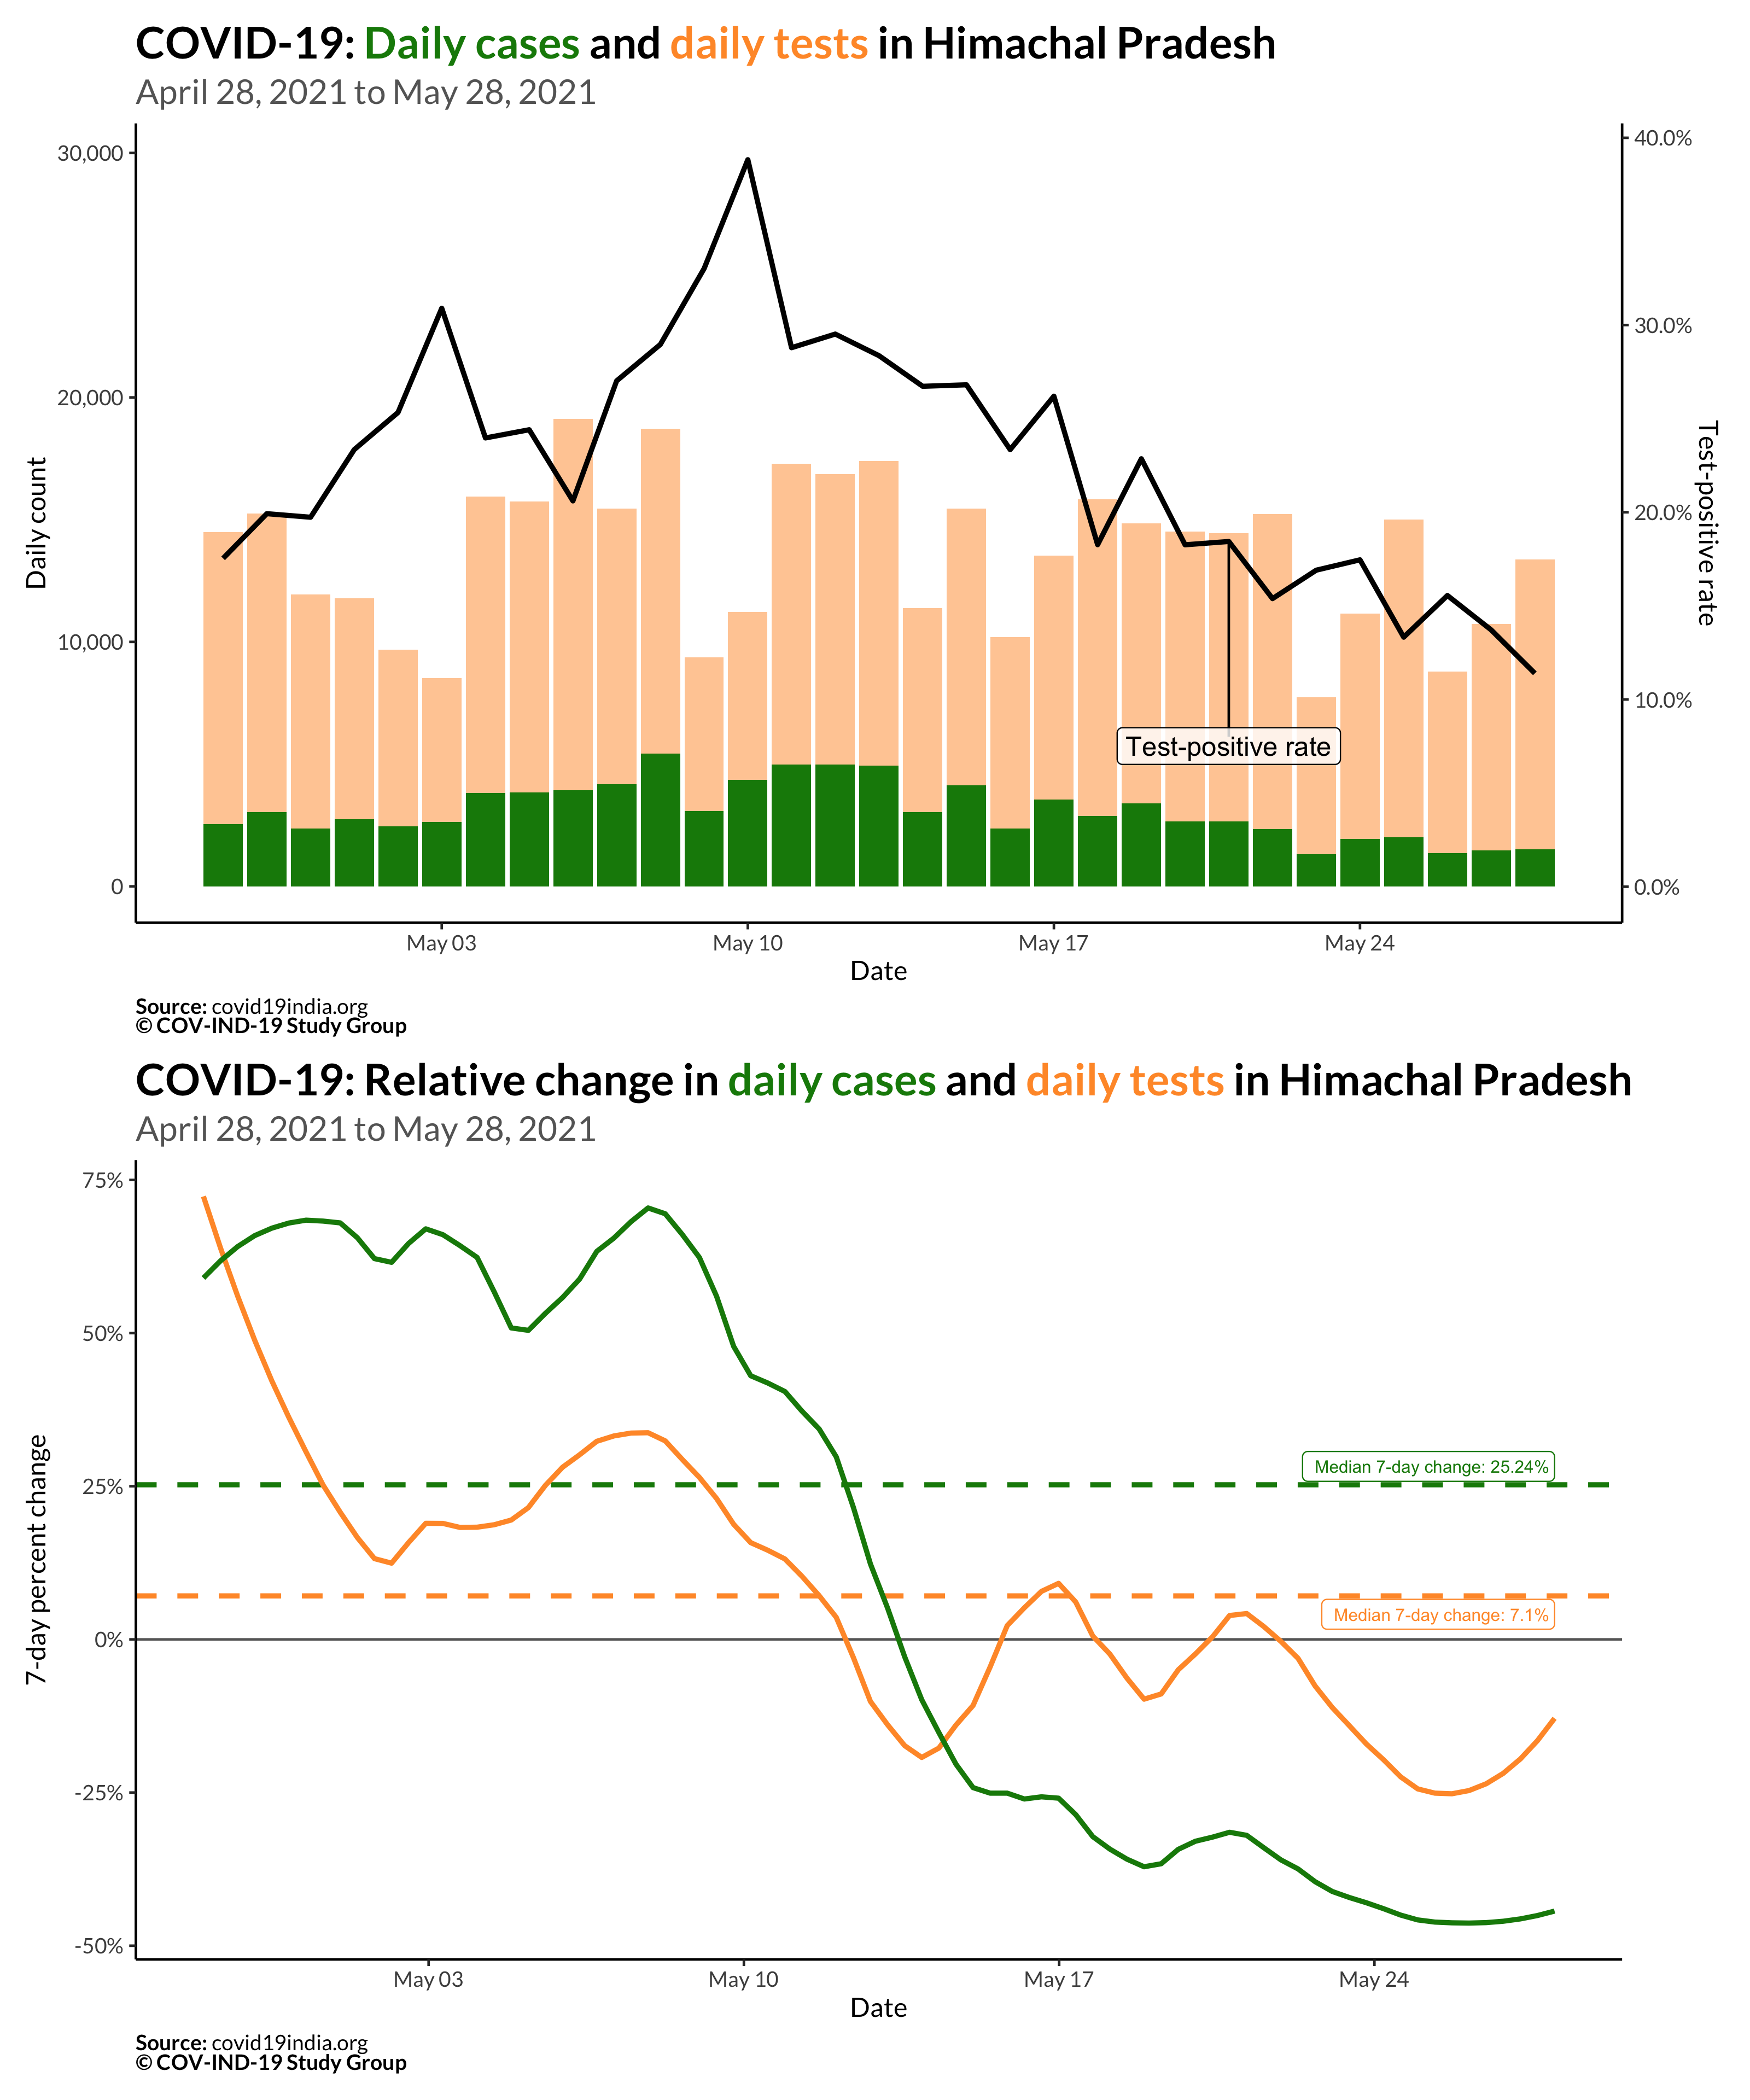 COVID-19: Daily cases and daily tests in Himachal Pradesh
April 28, 2021 to May 28, 2021
30,000
20,000
10,000
0
Daily count
40.0%
30.0%
20.0%
10.0%
0.0%
Test-positive rate
Test-positive rate
May 03
May 10
May 17
May 24
Date
Source: covid19india.org
© COV-IND-19 Study Group
COVID-19: Relative change in daily cases and daily tests in Himachal Pradesh
April 28, 2021 to May 28, 2021
75%
50%
25%
0%
-25%
-50%
7-day percent change
Median 7-day change: 25.24%
Median 7-day change: 7.1%
May 03
May 10
May 17
May 24
Date
Source: covid19india.org
© COV-IND-19 Study Group